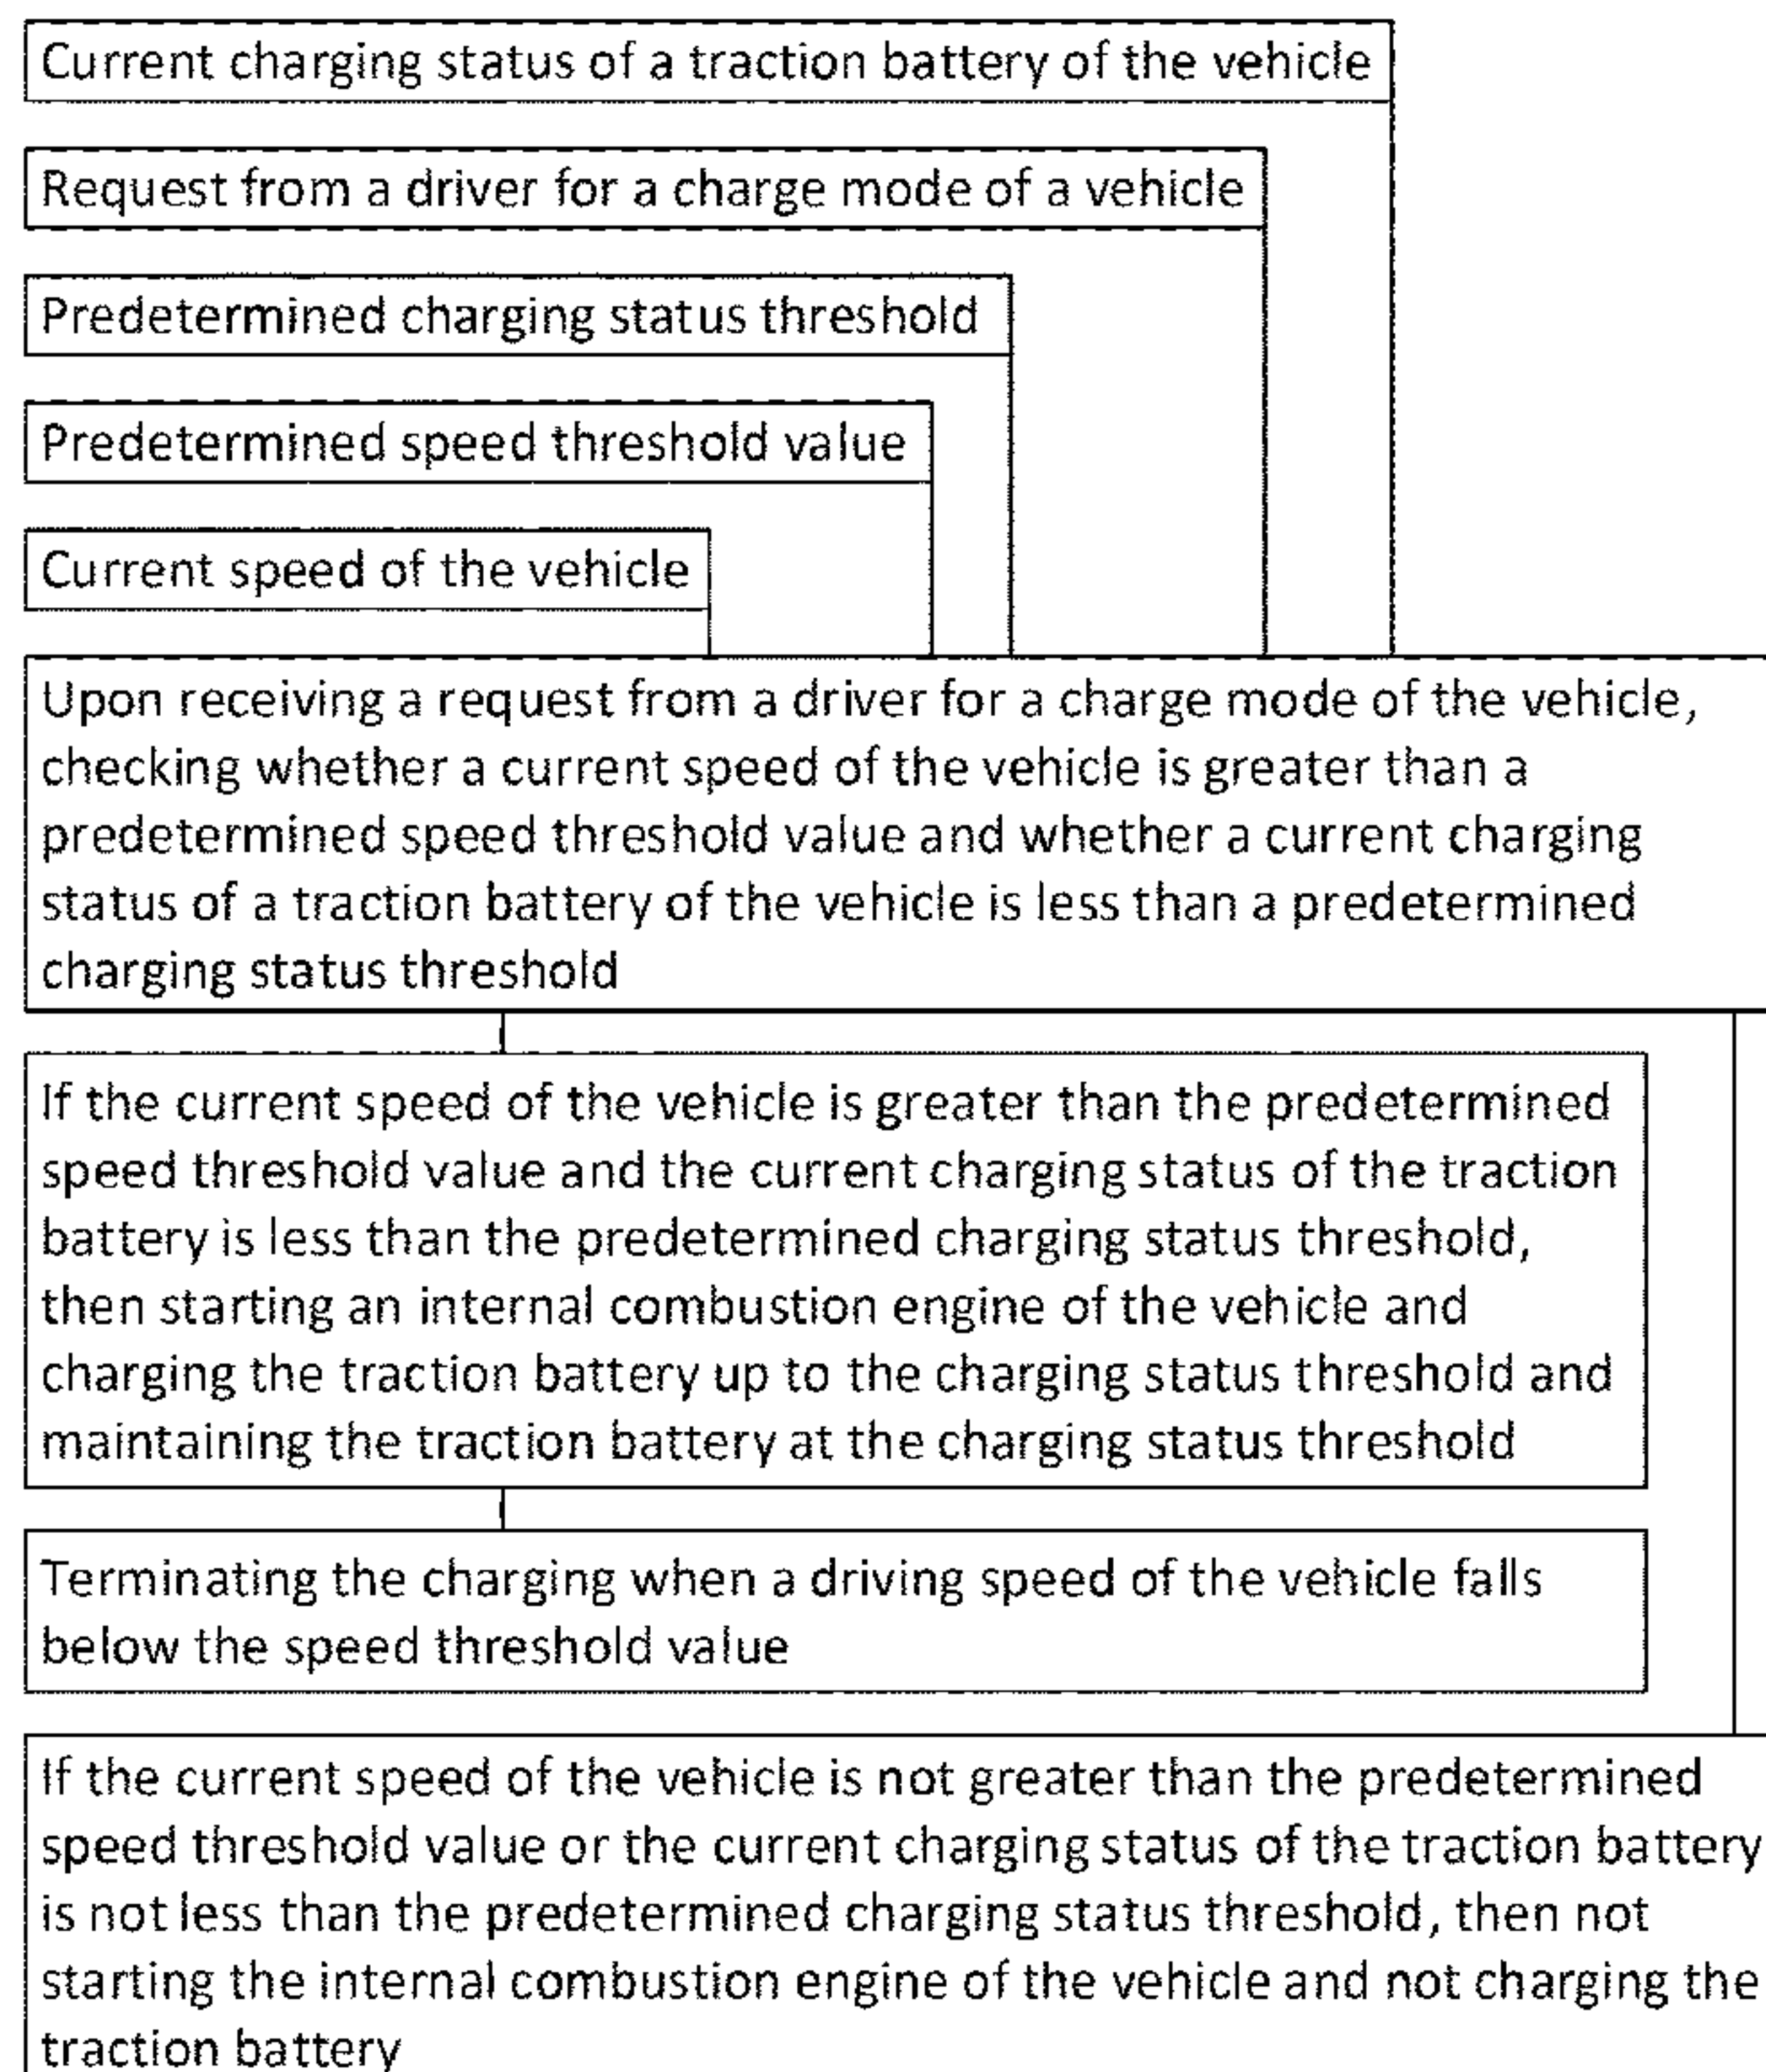 Current charging status of a traction battery of the vehicle
Request from a driver for a charge mode of a vehicle
Predetermined charging status threshold
Predetermined speed threshold value
Current speed of the vehicle
Upon receiving a request from a driver for a charge mode of the vehicle,
checking whether a current speed of the vehicle is greater than a
predetermined speed threshold value and whether a current charging
status of a traction battery of the vehicle is less than a predetermined
charging status threshold
If the current speed of the vehicle is greater than the predetermined
speed threshold value and the current charging status of the traction
battery is less than the predetermined charging status threshold,
then starting an internal combustion engine of the vehicle and
charging the traction battery up to the charging status threshold and
maintaining the traction battery at the charging status threshold
Terminating the charging when a driving speed of the vehicle falls
below the speed threshold value
If the current speed of the vehicle is not greater than the predetermined
speed threshold value or the current charging status of the traction battery
is not less than the predetermined charging status threshold, then not
starting the internal combustion engine of the vehicle and not charging the
traction battery